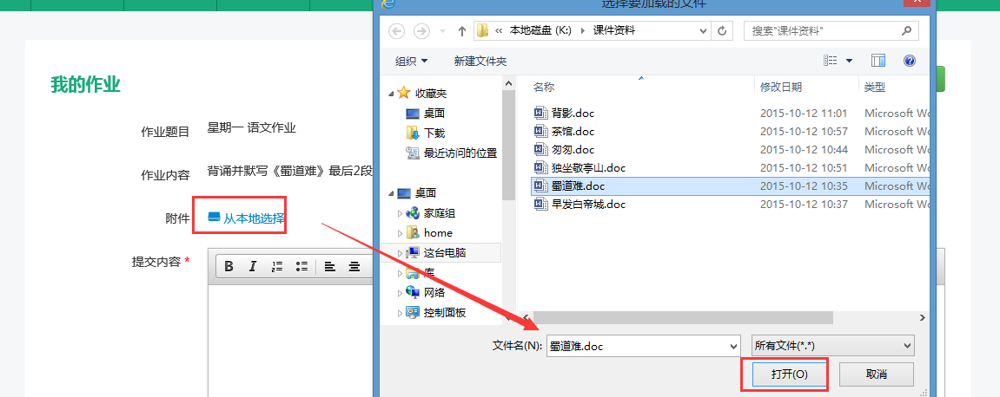 选择要加载的文件
« 本地磁盘 (K:) 课件资料
搜索"课件资料"
组织 新建文件夹
我的作业
作业题目 星期一 语文作业
作业内容 背诵并默写《蜀道难》最后2段
附件 从本地选择
提交内容 *
B I
收藏夹
桌面
下载
最近访问的位置
桌面
家庭组
home
这台电脑
库
网络
控制面板
名称 修改日期 类型
背影.doc 2015-10-12 11:01 Microsoft Wo
茶馆.doc 2015-10-12 10:57 Microsoft Wo
匆匆.doc 2015-10-12 10:44 Microsoft Wo
独坐敬亭山.doc 2015-10-12 10:51 Microsoft Wo
蜀道难.doc 2015-10-12 10:35 Microsoft Wo
早发白帝城.doc 2015-10-12 10:37 Microsoft Wo
文件名(N): 蜀道难.doc 所有文件(*.*)
打开(O) 取消